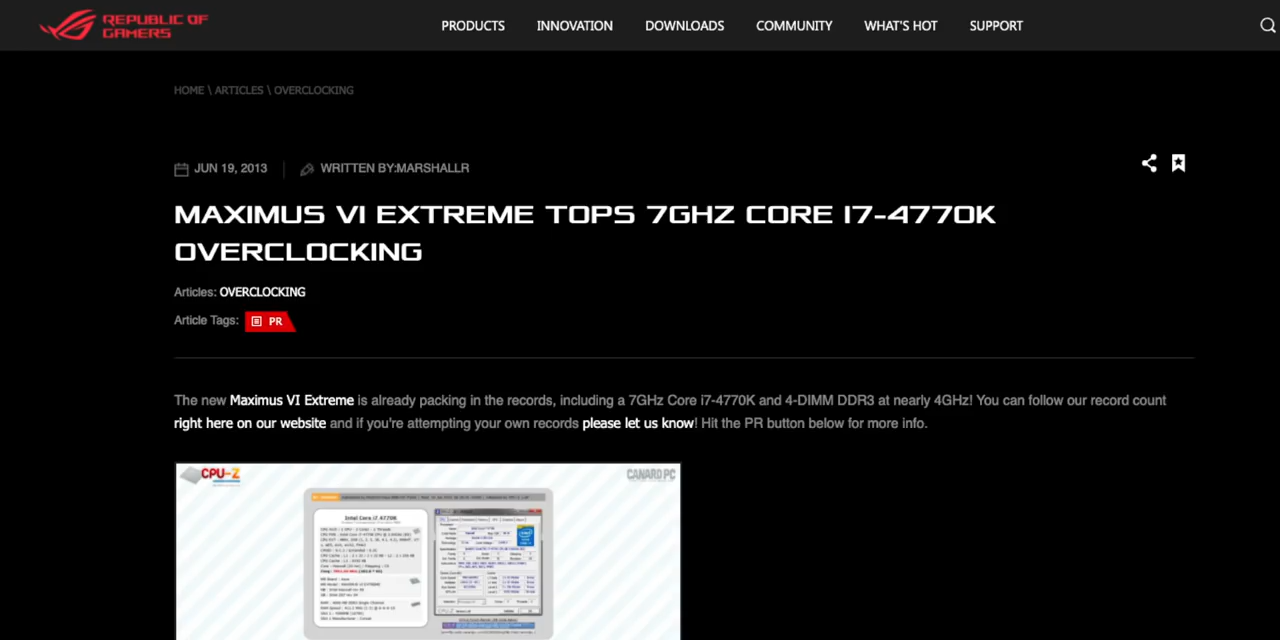 REPUBLIC OF
GAMERS
PRODUCTS INNOVATION DOWNLOADS COMMUNITY WHAT'S HOT SUPPORT
HOME \ ARTICLES \ OVERCLOCKING
JUN 19, 2013 WRITTEN BY:MARSHALLR
MAXIMUS VI EXTREME TOPS 7GHZ CORE I7-4770K
OVERCLOCKING
Articles: OVERCLOCKING
Article Tags: PR
The new Maximus VI Extreme is already packing in the records, including a 7GHz Core i7-4770K and 4-DIMM DDR3 at nearly 4GHz! You can follow our record count
right here on our website and if you're attempting your own records please let us know! Hit the PR button below for more info.
CPU-Z CANARD PC
Intel Core i7 4770K